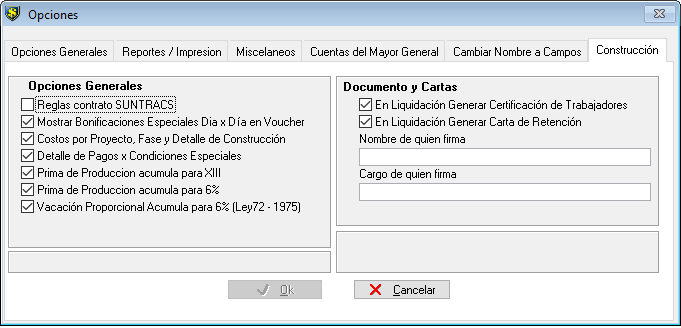 Opciones
Opciones Generales
Reportes / Impresion
Miscelaneos
Cuentas del Mayor General
Cambiar Nombre a Campos
Construcción
Opciones Generales
Reglas contrato SUNTRACS
Mostrar Bonificaciones Especiales Dia x Día en Voucher
Costos por Proyecto, Fase y Detalle de Construcción
Detalle de Pagos x Condiciones Especiales
Prima de Produccion acumula para XIII
Prima de Produccion acumula para 6%
Vacación Proporcional Acumula para 6% (Ley72 - 1975)
Documento y Cartas
En Liquidación Generar Certificación de Trabajadores
En Liquidación Generar Carta de Retención
Nombre de quien firma
Cargo de quien firma
Ok
Cancelar